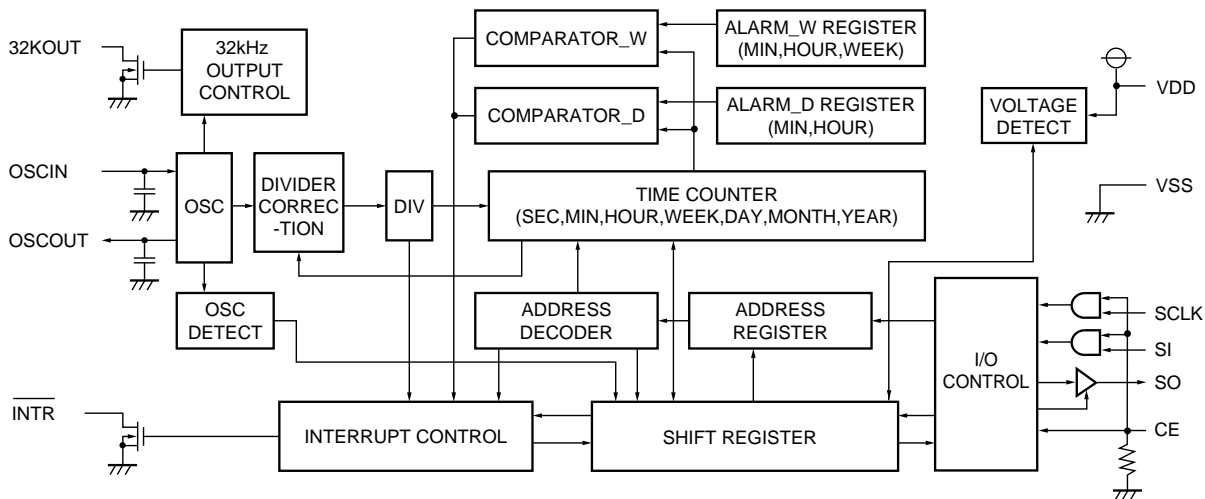 32KOUT
32kHz
OUTPUT
CONTROL
COMPARATOR_W
ALARM_W REGISTER
(MIN,HOUR,WEEK)
COMPARATOR_D
ALARM_D REGISTER
(MIN,HOUR)
VOLTAGE
DETECT
VDD
OSCIN
OSC
DIVIDER
CORREC
-TION
DIV
TIME COUNTER
(SEC,MIN,HOUR,WEEK,DAY,MONTH,YEAR)
VSS
OSCOUT
OSC
DETECT
ADDRESS
DECODER
ADDRESS
REGISTER
I/O
CONTROL
SCLK
SI
SO
CE
INTR
INTERRUPT CONTROL
SHIFT REGISTER